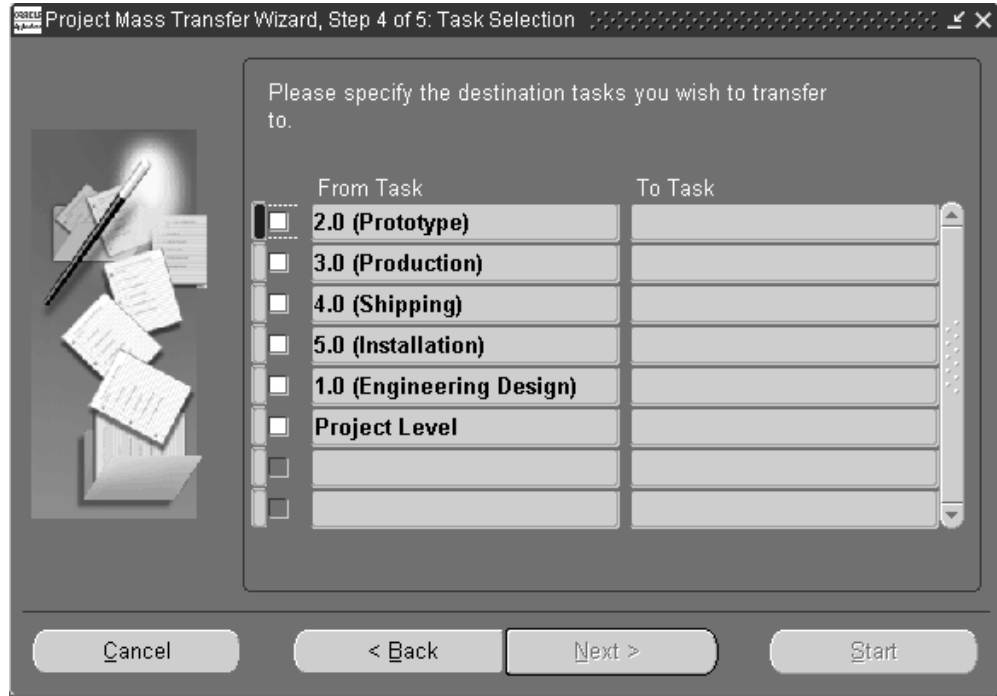 ORACLE
Project Mass Transfer Wizard, Step 4 of 5: Task Selection
Please specify the destination tasks you wish to transfer
to.
From Task To Task
2.0 (Prototype)
3.0 (Production)
4.0 (Shipping)
5.0 (Installation)
1.0 (Engineering Design)
Project Level
Cancel < Back Next > Start